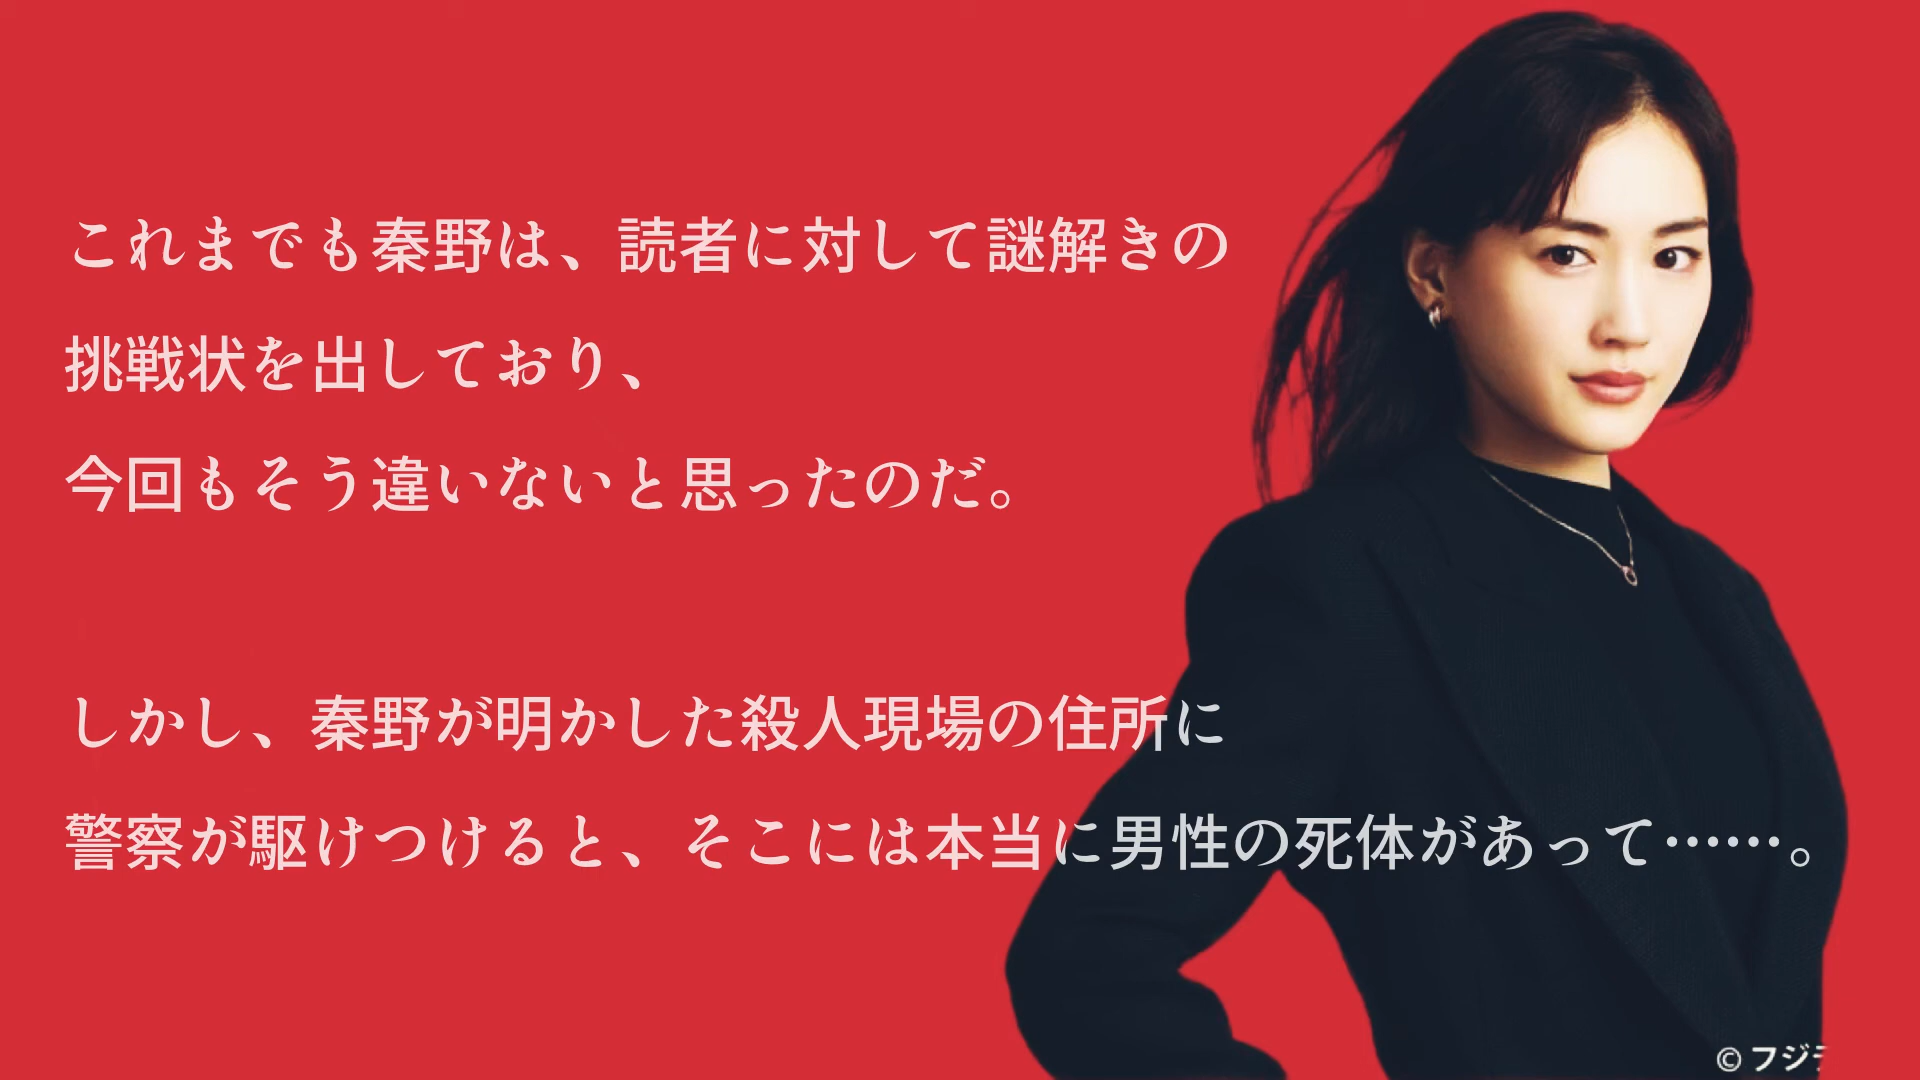 これまでも秦野は、読者に対して謎解きの
挑戦状を出しており、
今回もそう違いないと思ったのだ。
しかし、秦野が明かした殺人現場の住所に
警察が駆けつけると、そこには本当に男性の死体があって……。
© フジ